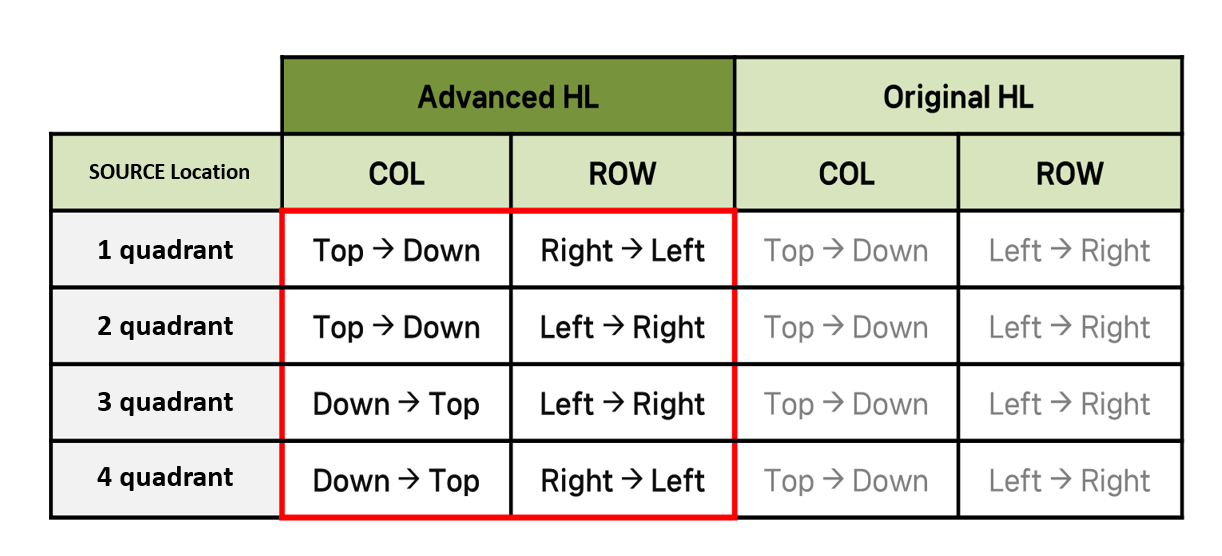 Advanced HL Original HL
SOURCE Location COL ROW COL ROW
1 quadrant Top → Down Right → Left Top → Down Left → Right
2 quadrant Top → Down Left → Right Top → Down Left → Right
3 quadrant Down → Top Left → Right Top → Down Left → Right
4 quadrant Down → Top Right → Left Top → Down Left → Right